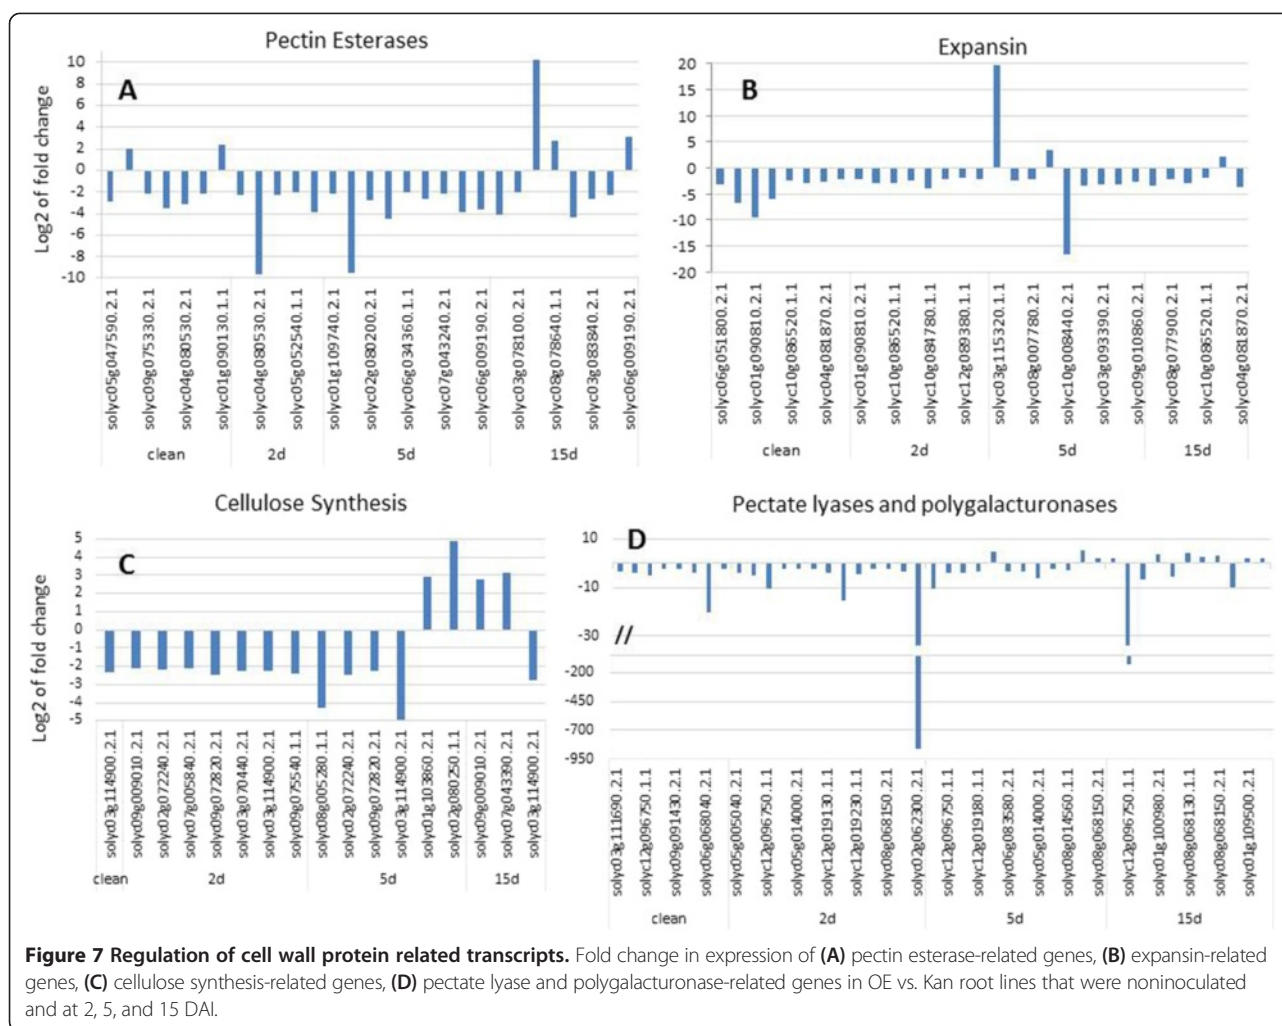 Pectin Esterases
A
Log2 of fold change
10
8
6
4
2
0
-2
-4
-6
-8
-10
solyc05g047590.2.1
solyc09g075330.2.1
solyc04g080530.2.1
solyc01g090130.1.1
solyc04g080530.2.1
solyc05g052540.1.1
solyc01g109740.2.1
solyc02g080200.2.1
solyc06g034360.1.1
solyc07g043240.2.1
solyc06g009190.2.1
solyc03g078100.2.1
solyc08g078640.1.1
solyc03g083840.2.1
solyc06g009190.2.1
clean 2d 5d 15d
Expansin
B
20
15
10
5
0
-5
-10
-15
-20
solyc06g051800.2.1
solyc01g090810.2.1
solyc10g086520.1.1
solyc04g081870.2.1
solyc01g090810.2.1
solyc10g086520.1.1
solyc10g084780.1.1
solyc12g089380.1.1
solyc03g115320.1.1
solyc08g007780.2.1
solyc10g008440.2.1
solyc03g093390.2.1
solyc09g010860.2.1
solyc08g077900.2.1
solyc10g086520.1.1
solyc04g081870.2.1
clean 2d 5d 15d
Cellulose Synthesis
C
Log2 of fold change
5
4
3
2
1
0
-1
-2
-3
-4
-5
solyc03g114900.2.1
solyc09g009010.2.1
solyc02g072240.2.1
solyc07g005840.2.1
solyc09g072820.2.1
solyc03g070440.2.1
solyc03g114900.2.1
solyc09g075540.1.1
solyc08g005280.1.1
solyc02g072240.2.1
solyc09g072820.2.1
solyc03g114900.2.1
solyc01g103860.2.1
solyc02g080250.1.1
solyc09g009010.2.1
solyc07g043390.2.1
solyc03g114900.2.1
clean 2d 5d 15d
Pectate lyases and polygalacturonases
D
10
-10
-30
//
-200
-450
-700
-950
solyc03g111690.2.1
solyc12g096750.1.1
solyc09g091430.2.1
solyc06g068040.2.1
solyc05g005040.2.1
solyc12g096750.1.1
solyc05g014000.2.1
solyc12g019130.1.1
solyc12g019230.1.1
solyc08g068150.2.1
solyc02g062300.2.1
solyc12g096750.1.1
solyc12g019180.1.1
solyc06g083580.2.1
solyc05g014000.2.1
solyc08g014560.1.1
solyc08g068150.2.1
solyc12g096750.1.1
solyc01g100980.2.1
solyc08g068130.1.1
solyc08g068150.2.1
solyc01g109500.2.1
clean 2d 5d 15d
Figure 7 Regulation of cell wall protein related transcripts. Fold change in expression of (A) pectin esterase-related genes, (B) expansin-related
genes, (C) cellulose synthesis-related genes, (D) pectate lyase and polygalacturonase-related genes in OE vs. Kan root lines that were noninoculated
and at 2, 5, and 15 DAI.